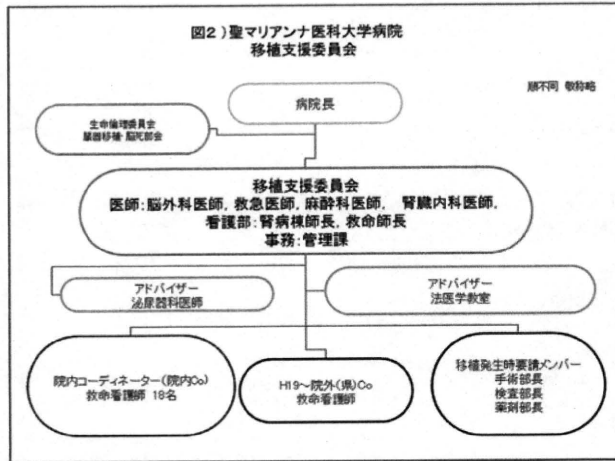 図2)聖マリアンナ医科大学病院
移植支援委員会
順不同 敬称略
病院長
生命倫理委員会
臓器移植・脳死部会
移植支援委員会
医師:脳外科医師, 救急医師, 麻酔科医師, 腎臓内科医師,
看護部:腎病棟師長, 救命師長
事務:管理課
アドバイザー
泌尿器科医師
アドバイザー
法医学教室
院内コーディネーター(院内Co)
救命看護師 18名
H19~院外(県)Co
救命看護師
移植発生時要請メンバー
手術部長
検査部長
薬剤部長